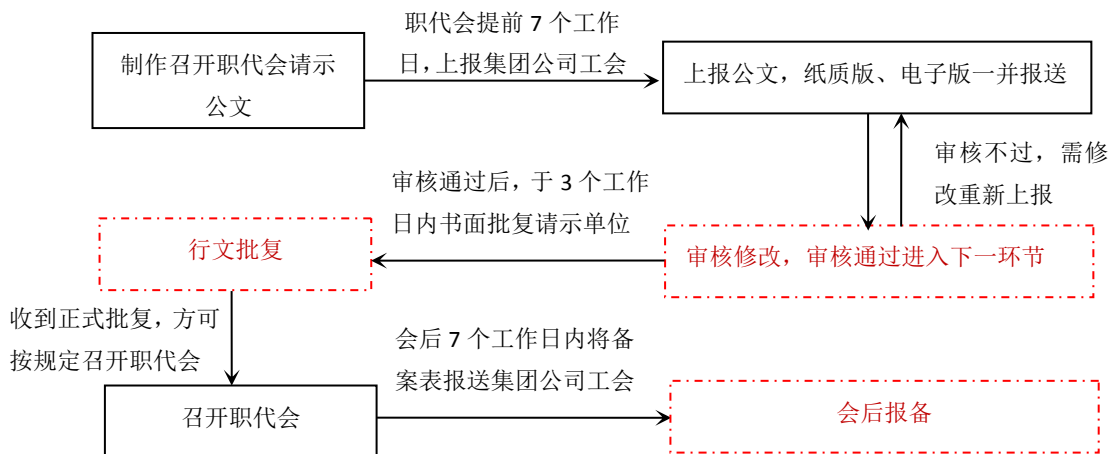 制作召开职代会请示
公文
职代会提前 7 个工作
日，上报集团公司工会
上报公文，纸质版、电子版一并报送
审核不过，需修
改重新上报
审核通过后，于 3 个工作
日内书面批复请示单位
行文批复
审核修改，审核通过进入下一环节
收到正式批复，方可
按规定召开职代会
会后 7 个工作日内将备
案表报送集团公司工会
召开职代会
会后报备